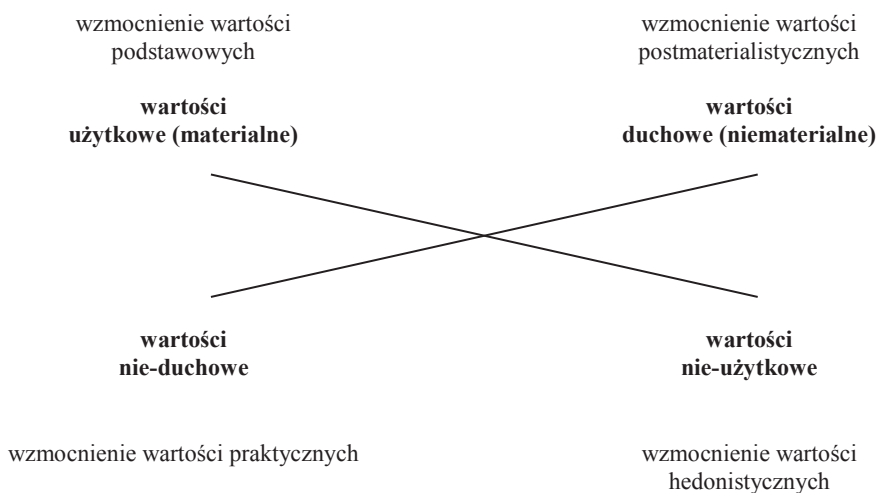 wzmocnienie wartości
podstawowych
wzmocnienie wartości
postmaterialistycznych
wartości
użytkowe (materialne)
wartości
duchowe (niematerialne)
wartości
nie-duchowe
wartości
nie-użytkowe
wzmocnienie wartości praktycznych
wzmocnienie wartości
hedonistycznych